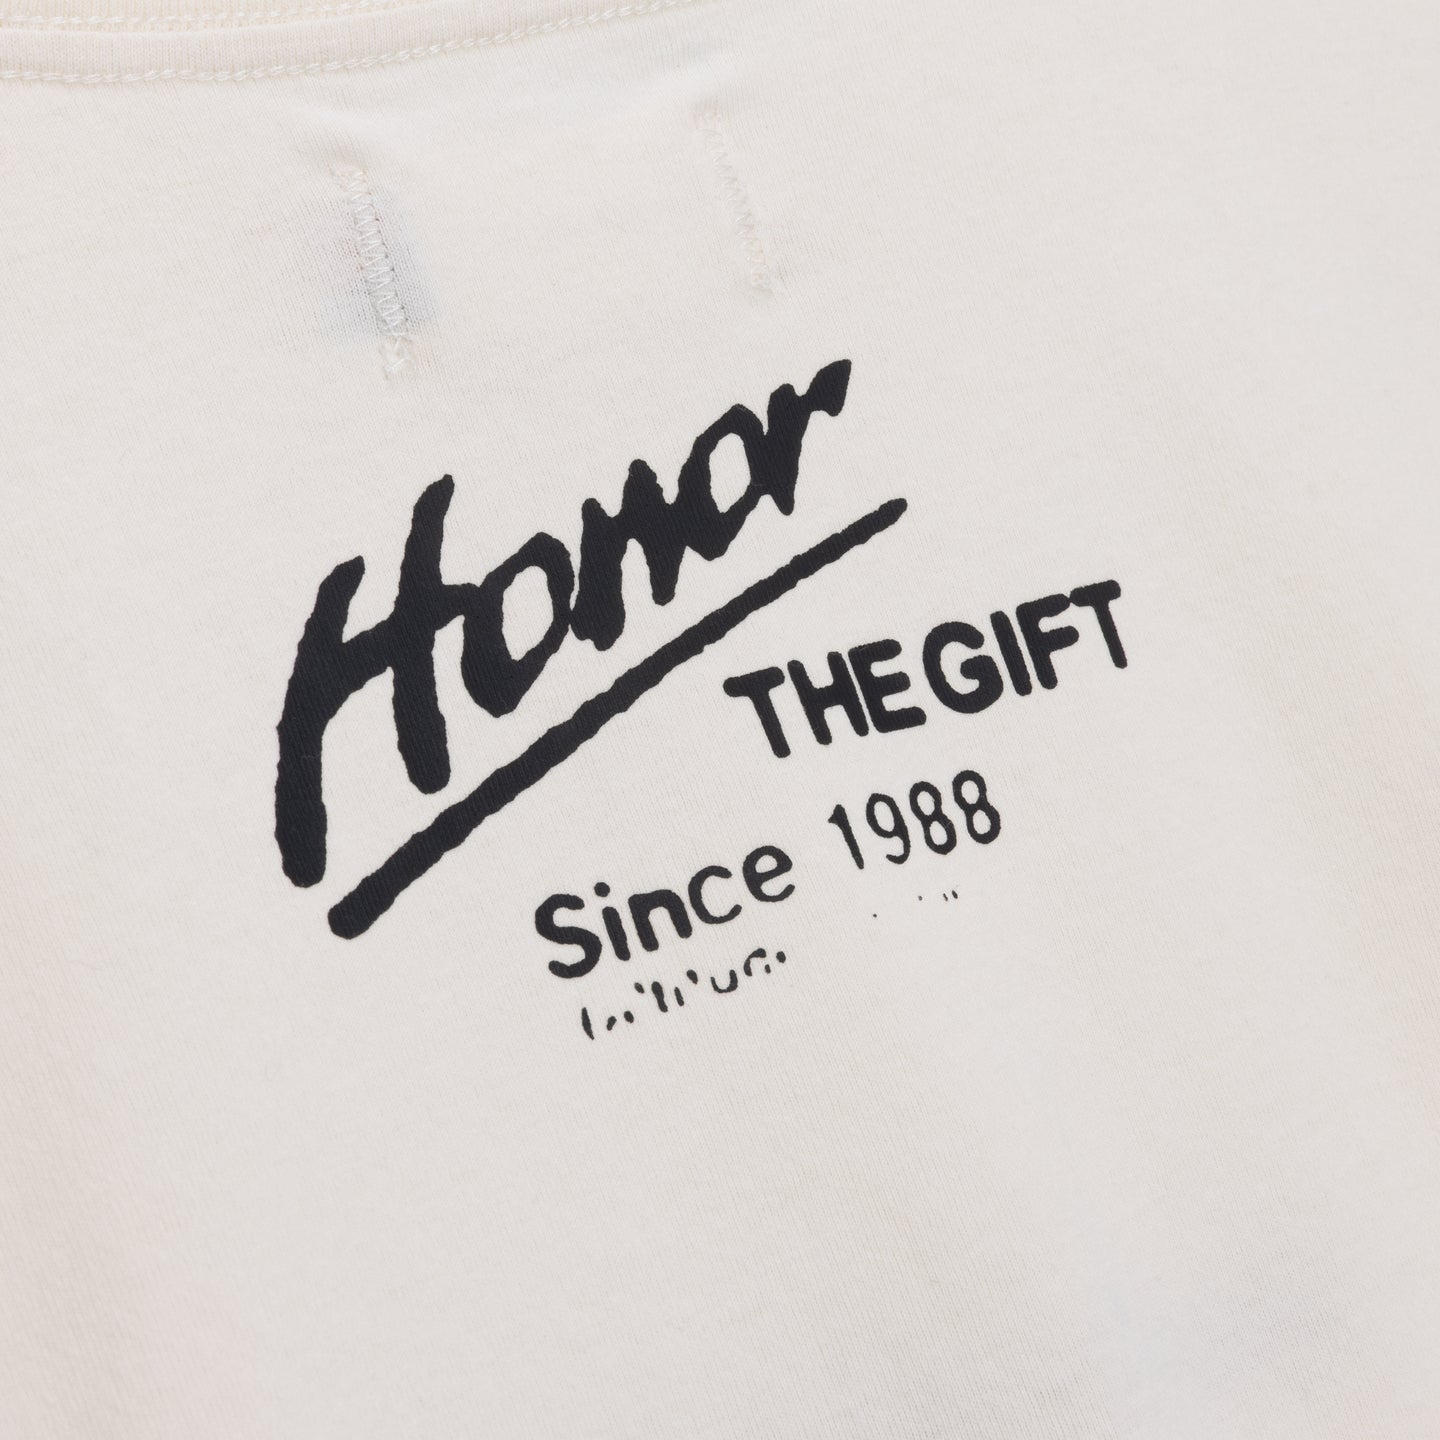 Honor
THE GIFT
Since 1988